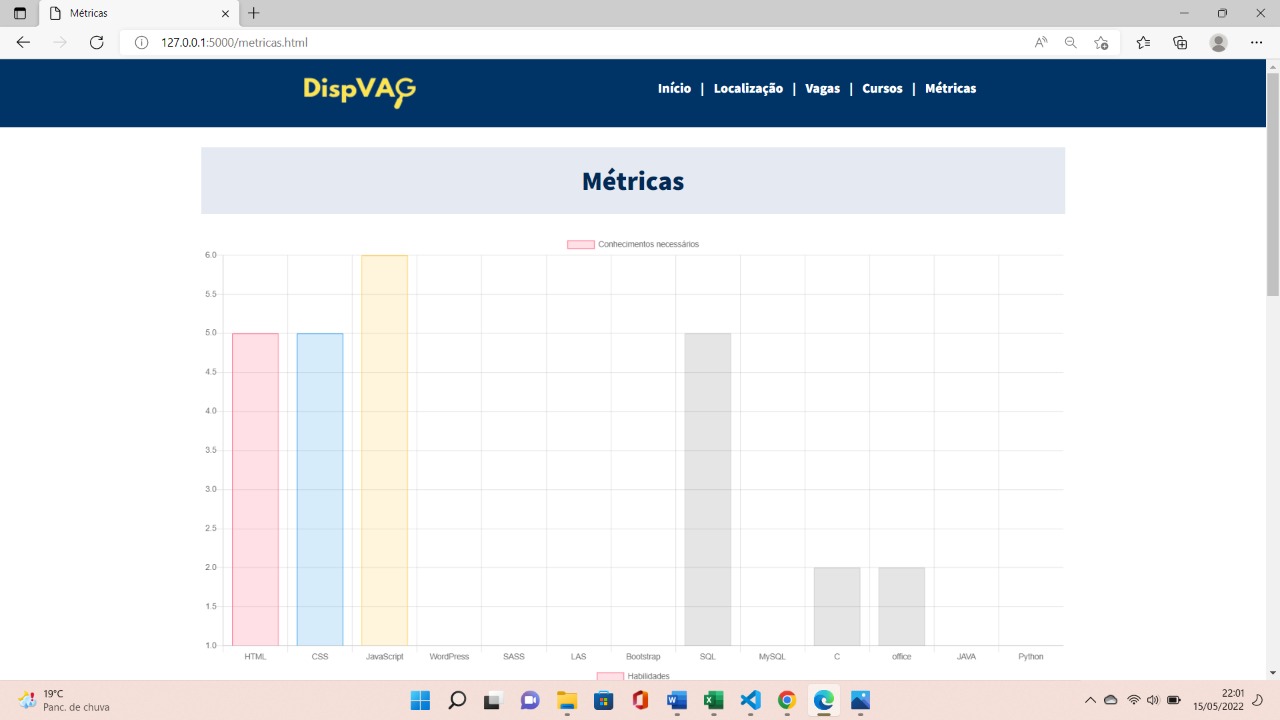 Métricas
127.0.0.1:5000/metricas.html
DispVAG
Início | Localização | Vagas | Cursos | Métricas
Métricas
Conhecimentos necessários
6.0
5.5
5.0
4.5
4.0
3.5
3.0
2.5
2.0
1.5
1.0
HTML CSS JavaScript WordPress SASS LAS Bootstrap SQL MySQL C office JAVA Python
Habilidades
19°C
Panc. de chuva
22:01
15/05/2022